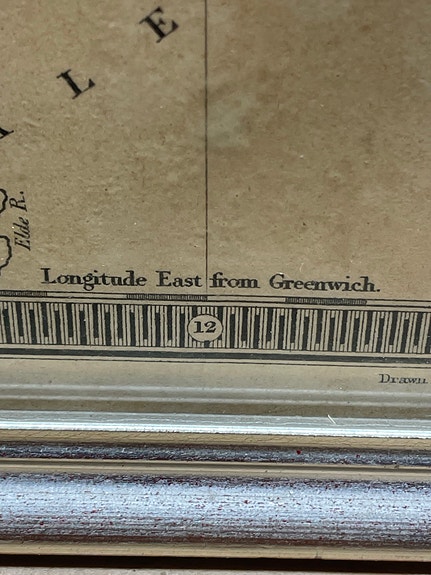 A L E
Elde R.
Longitude East from Greenwich.
12
Drawn